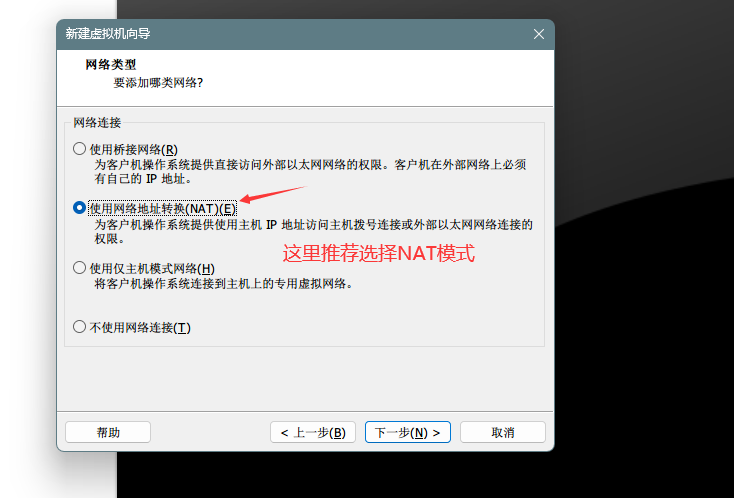 新建虚拟机向导
网络类型
要添加哪类网络?
网络连接
使用桥接网络(R)
为客户机操作系统提供直接访问外部以太网网络的权限。客户机在外部网络上必须
有自己的 IP 地址。
使用网络地址转换(NAT)(E)
为客户机操作系统提供使用主机 IP 地址访问主机拨号连接或外部以太网网络连接的
权限。
这里推荐选择NAT模式
使用仅主机模式网络(H)
将客户机操作系统连接到主机上的专用虚拟网络。
不使用网络连接(T)
帮助
< 上一步(B)
下一步(N) >
取消